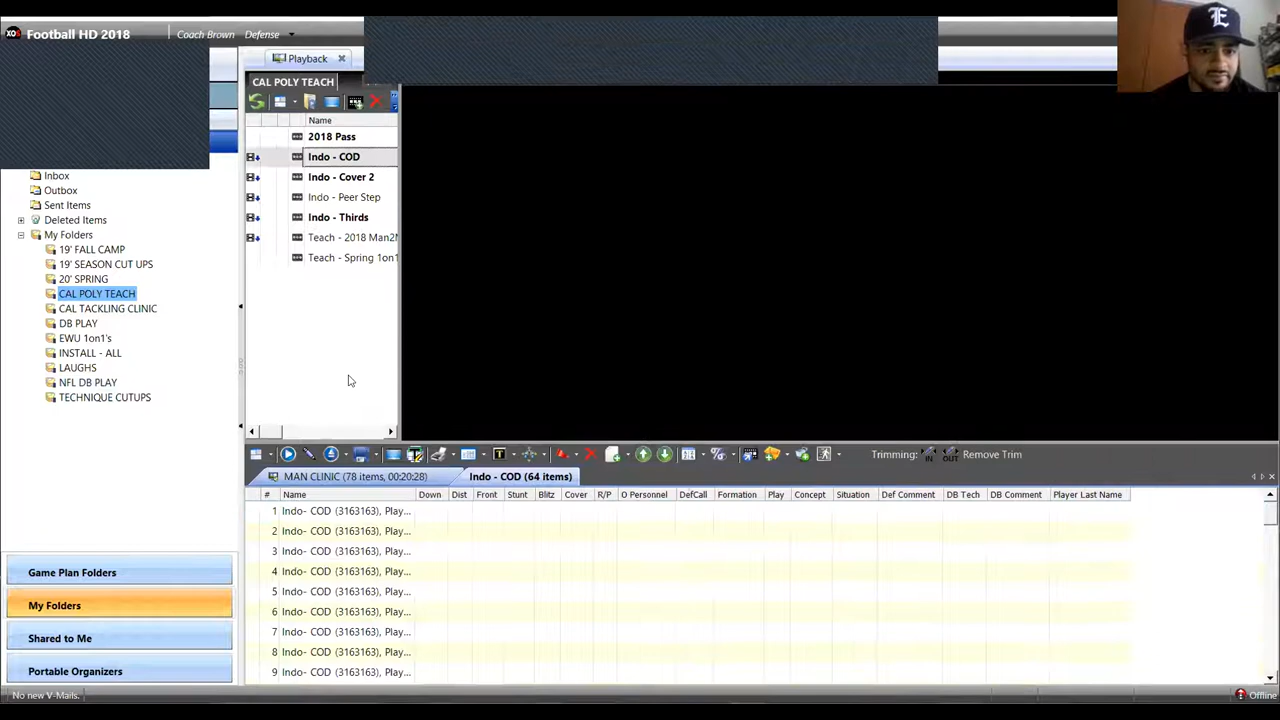 XOS Football HD 2018
Coach Brown Defense
Playback
CAL POLY TEACH
Name
2018 Pass
Indo - COD
Indo - Cover 2
Indo - Peer Step
Indo - Thirds
Teach - 2018 Man2M
Teach - Spring 1on1
Inbox
Outbox
Sent Items
Deleted Items
My Folders
19' FALL CAMP
19' SEASON CUT UPS
20' SPRING
CAL POLY TEACH
CAL TACKLING CLINIC
DB PLAY
EWU 1on1's
INSTALL - ALL
LAUGHS
NFL DB PLAY
TECHNIQUE CUTUPS
Game Plan Folders
My Folders
Shared to Me
Portable Organizers
Trimming: IN OUT Remove Trim
MAN CLINIC (78 items, 00:20:28) Indo - COD (64 items)
# Name Down Dist Front Stunt Blitz Cover R/P O Personnel DefCall Formation Play Concept Situation Def Comment DB Tech DB Comment Player Last Name
1 Indo- COD (3163163), Play...
2 Indo- COD (3163163), Play...
3 Indo- COD (3163163), Play...
4 Indo- COD (3163163), Play...
5 Indo- COD (3163163), Play...
6 Indo- COD (3163163), Play...
7 Indo- COD (3163163), Play...
8 Indo- COD (3163163), Play...
9 Indo- COD (3163163), Play...
No new V-Mails. Offline
E